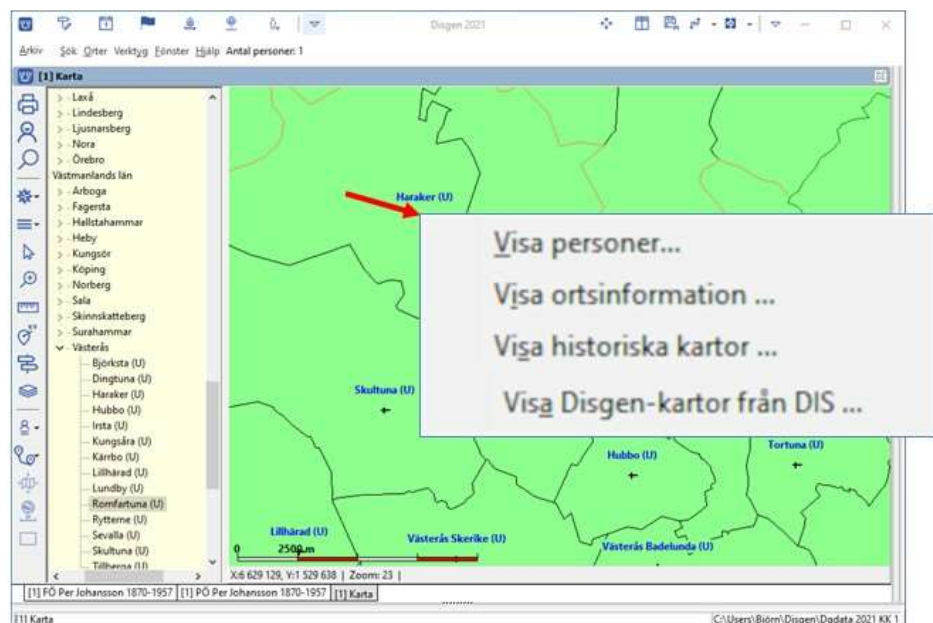 Disgen 2021
Arkiv Sök Orter Verktyg Fönster Hjälp Antal personer: 1
[1] Karta
Laxå
Lindesberg
Ljusnarsberg
Nora
Örebro
Västmanlands län
Arboga
Fagersta
Hallstahammar
Heby
Kungsör
Köping
Norberg
Sala
Skinnskatteberg
Surahammar
Västerås
Björksta (U)
Dingtuna (U)
Haraker (U)
Hubbo (U)
Irsta (U)
Kungsåra (U)
Kärrbo (U)
Lillhärad (U)
Lundby (U)
Romfartuna (U)
Rytterne (U)
Sevalla (U)
Skultuna (U)
Tillberga (U)
Haraker (U)
Visa personer...
Visa ortsinformation ...
Visa historiska kartor ...
Visa Disgen-kartor från DIS ...
Skultuna (U)
Hubbo (U)
Tortuna (U)
Lillhärad (U)
Västerås Skerike (U)
Västerås Badelunda (U)
0 2500 m
X:6 629 129, Y:1 529 638 | Zoom: 23 |
[1] FÖ Per Johansson 1870-1957 [1] PÖ Per Johansson 1870-1957 [1] Karta
[1] Karta C:\Users\Björn\Disgen\Dgdata 2021 KK 1